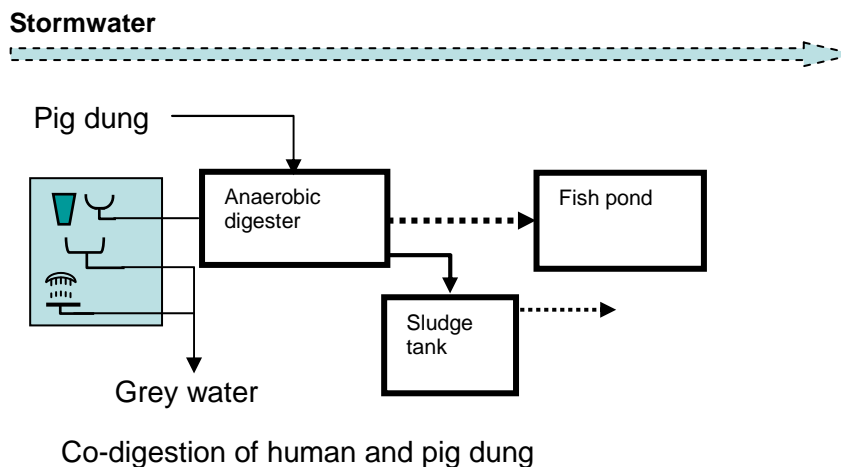 Stormwater
Pig dung
Anaerobic
digester
Fish pond
Sludge
tank
Grey water
Co-digestion of human and pig dung